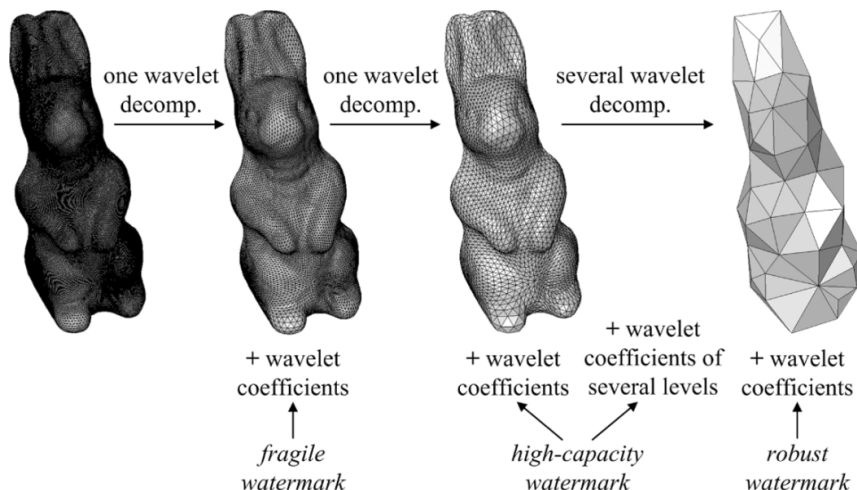 one wavelet
decomp.
one wavelet
decomp.
several wavelet
decomp.
+ wavelet
coefficients
+ wavelet
coefficients
+ wavelet
coefficients of
several levels
+ wavelet
coefficients
fragile
watermark
high-capacity
watermark
robust
watermark